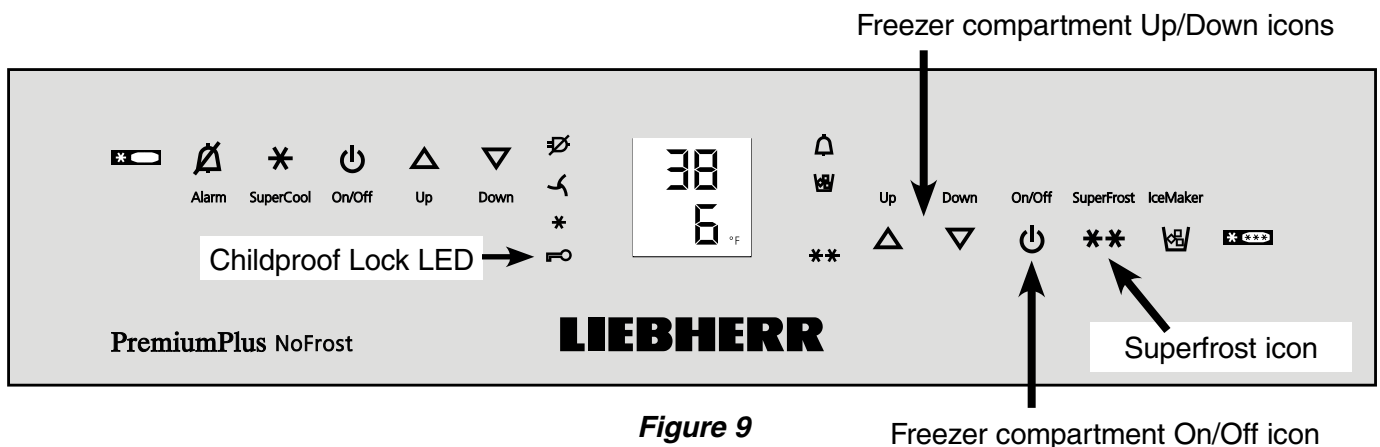 Freezer compartment Up/Down icons
Alarm SuperCool On/Off Up Down
38
6 °F
Up Down On/Off SuperFrost IceMaker
Childproof Lock LED
PremiumPlus NoFrost
LIEBHERR
Superfrost icon
Figure 9
Freezer compartment On/Off icon